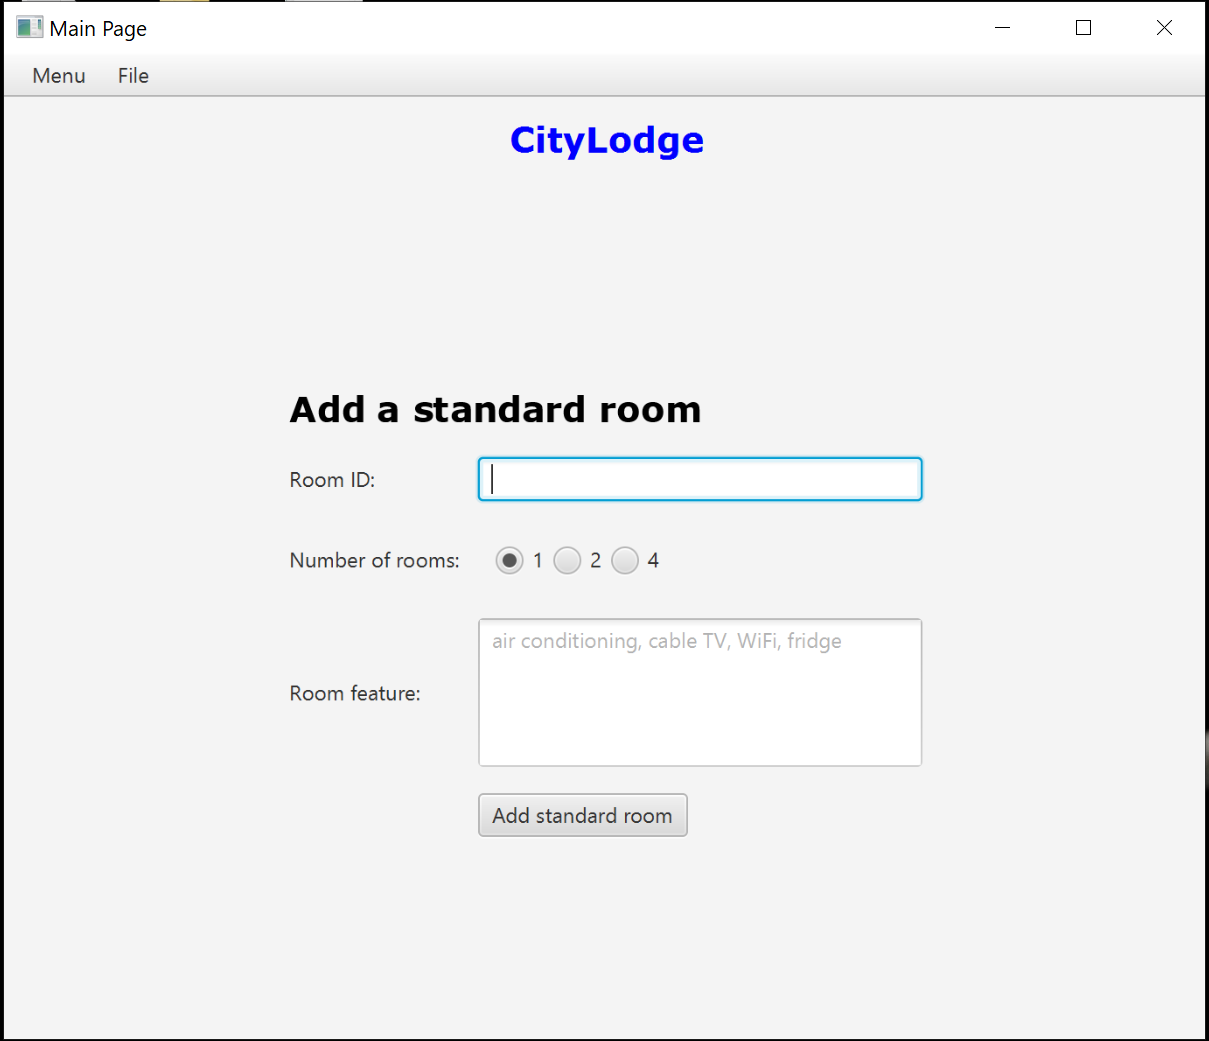 Main Page
Menu File
CityLodge
Add a standard room
Room ID:
Number of rooms: 1 2 4
Room feature: air conditioning, cable TV, WiFi, fridge
Add standard room